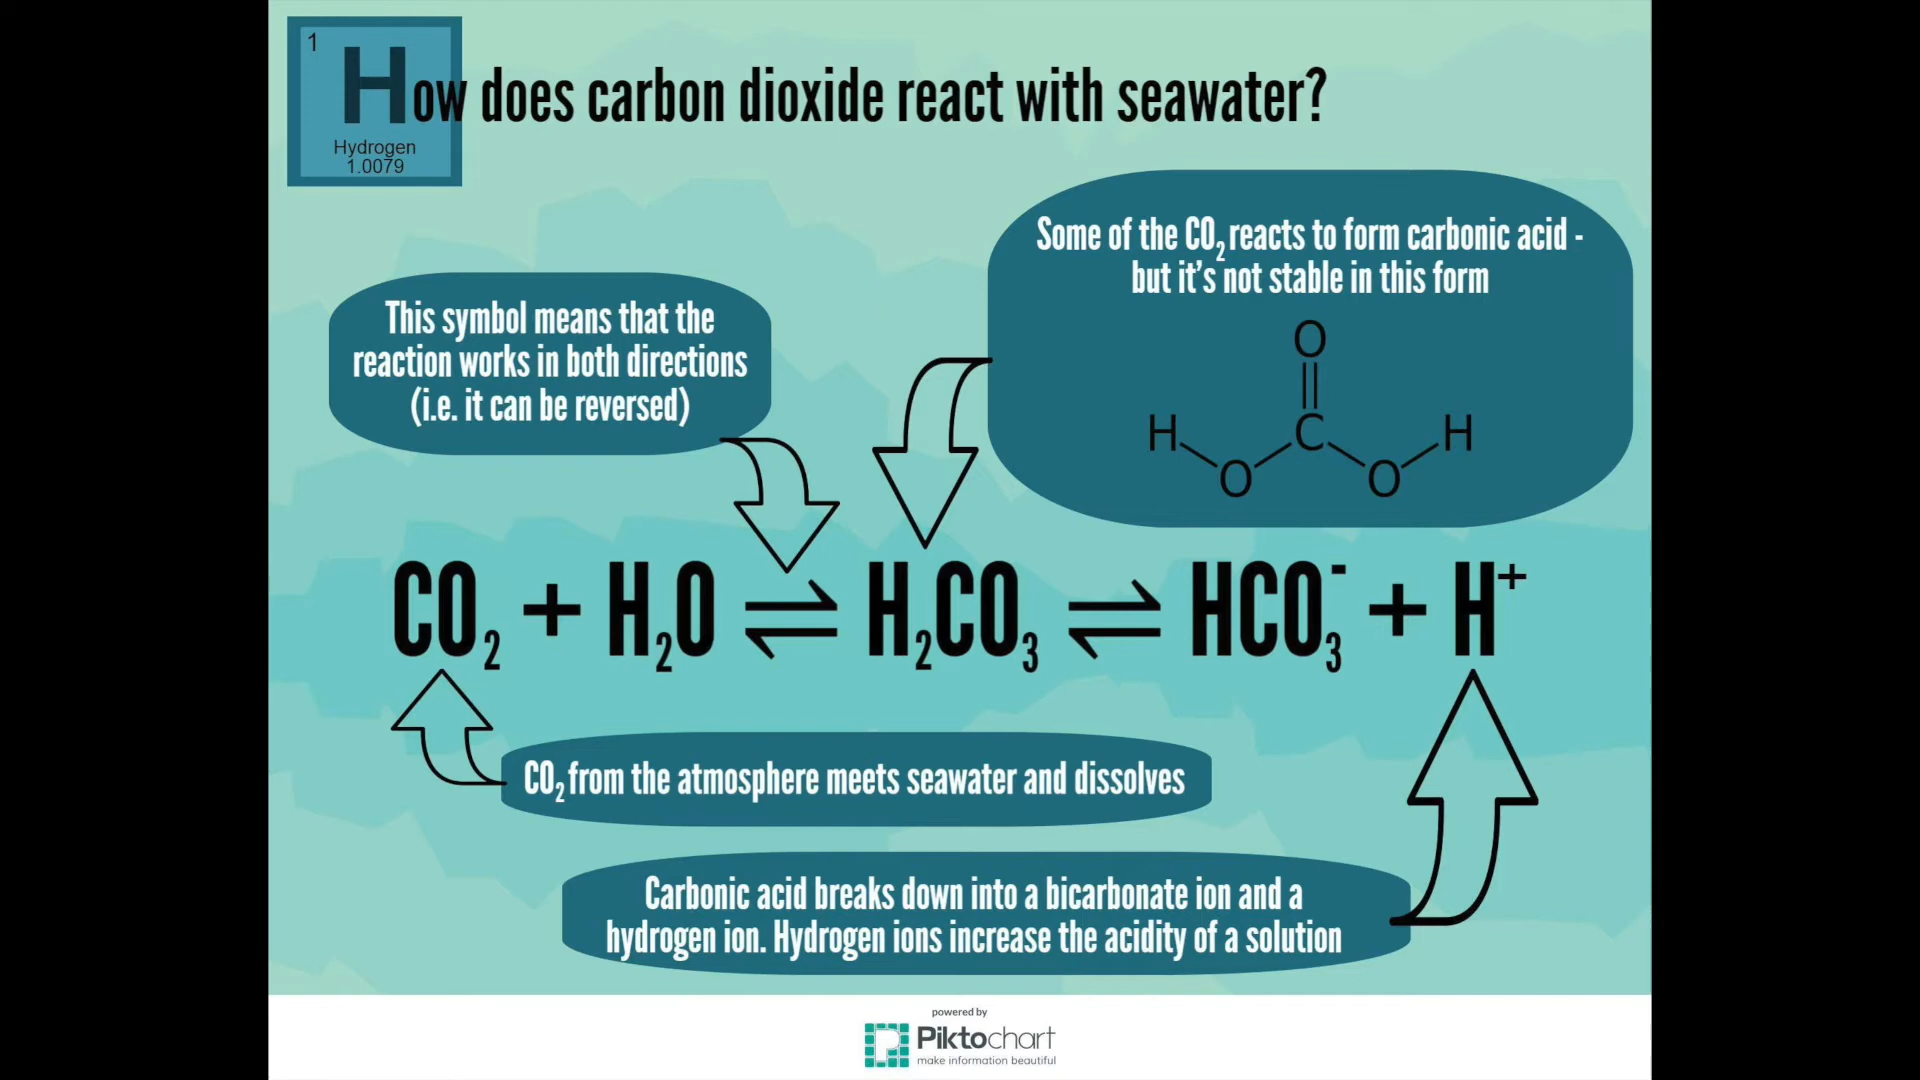 1
How does carbon dioxide react with seawater?
Hydrogen
1.0079
Some of the CO₂ reacts to form carbonic acid -
but it's not stable in this form
O
H C H
O O
This symbol means that the
reaction works in both directions
(i.e. it can be reversed)
CO₂ + H₂O ⇌ H₂CO₃ ⇌ HCO₃⁻ + H⁺
CO₂ from the atmosphere meets seawater and dissolves
Carbonic acid breaks down into a bicarbonate ion and a
hydrogen ion. Hydrogen ions increase the acidity of a solution
powered by
Piktochart
make information beautiful